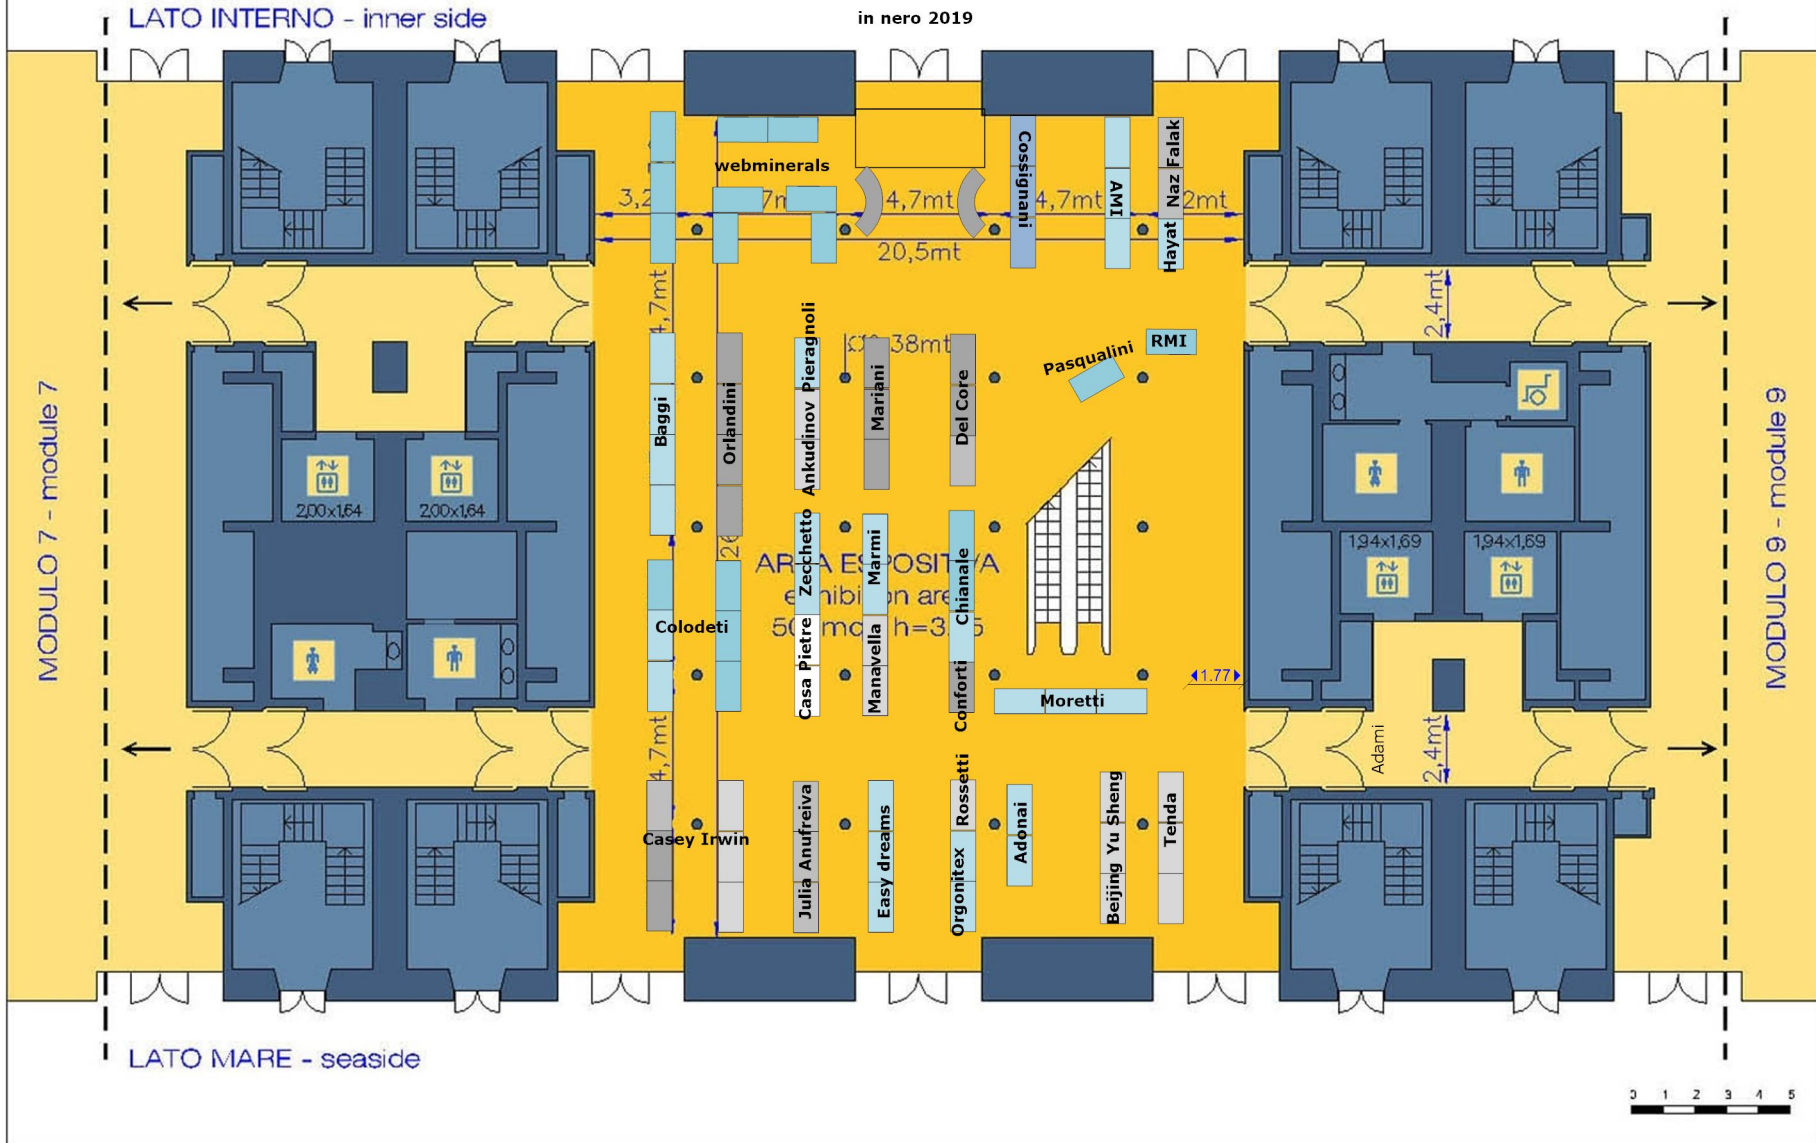 LATO INTERNO - inner side
in nero 2019
webminerals
Cossignani
AMI
Naz Falak
Hayat
4,7mt
4,7mt
2mt
20,5mt
4,7mt
2,4mt
38mt
RMI
Pasqualini
Baggi
Orlandini
Pieragnoli
Ankudinov
Mariani
Del Core
MODULO 7 - module 7
MODULO 9 - module 9
2,00x1,64
2,00x1,64
1,94x1,69
1,94x1,69
Zecchetto
Marmi
Chianale
Colodeti
Casa Pietre
Manavella
Conforti
Moretti
1.77
4,7mt
Adami
2,4mt
Casey Irwin
Julia Anufreiva
Easy dreams
Rossetti
Orgonitex
Adonai
Beijing Yu Sheng
Tenda
LATO MARE - seaside
0 1 2 3 4 5